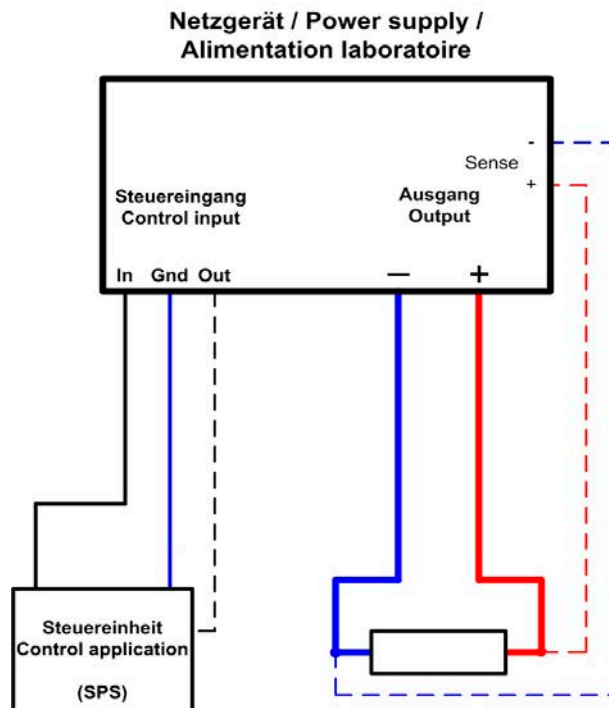 Netzgerät / Power supply /
Alimentation laboratoire
-
Sense
+
Steuereingang
Control input
Ausgang
Output
In Gnd Out
— +
Steuereinheit
Control application
(SPS)